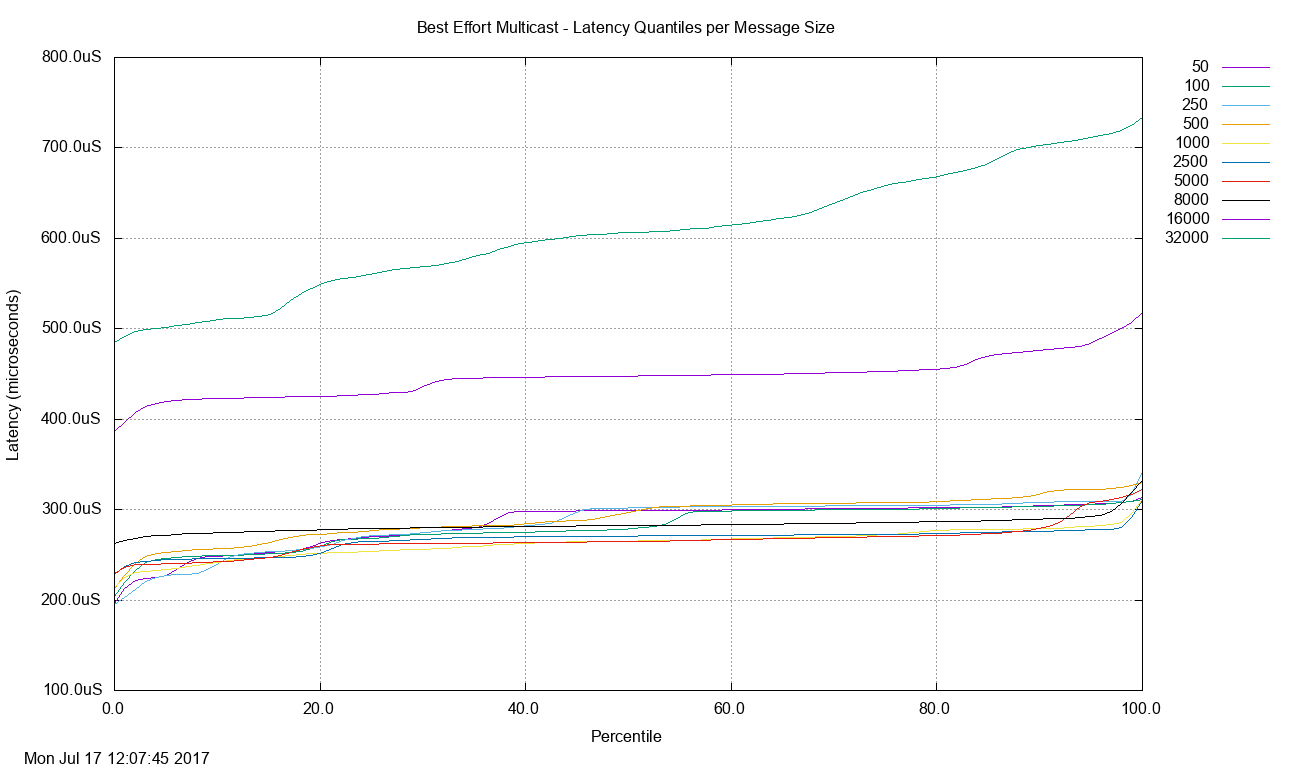 Best Effort Multicast - Latency Quantiles per Message Size
800.0uS
700.0uS
600.0uS
500.0uS
400.0uS
300.0uS
200.0uS
100.0uS
Latency (microseconds)
0.0 20.0 40.0 60.0 80.0 100.0
Percentile
50
100
250
500
1000
2500
5000
8000
16000
32000
Mon Jul 17 12:07:45 2017